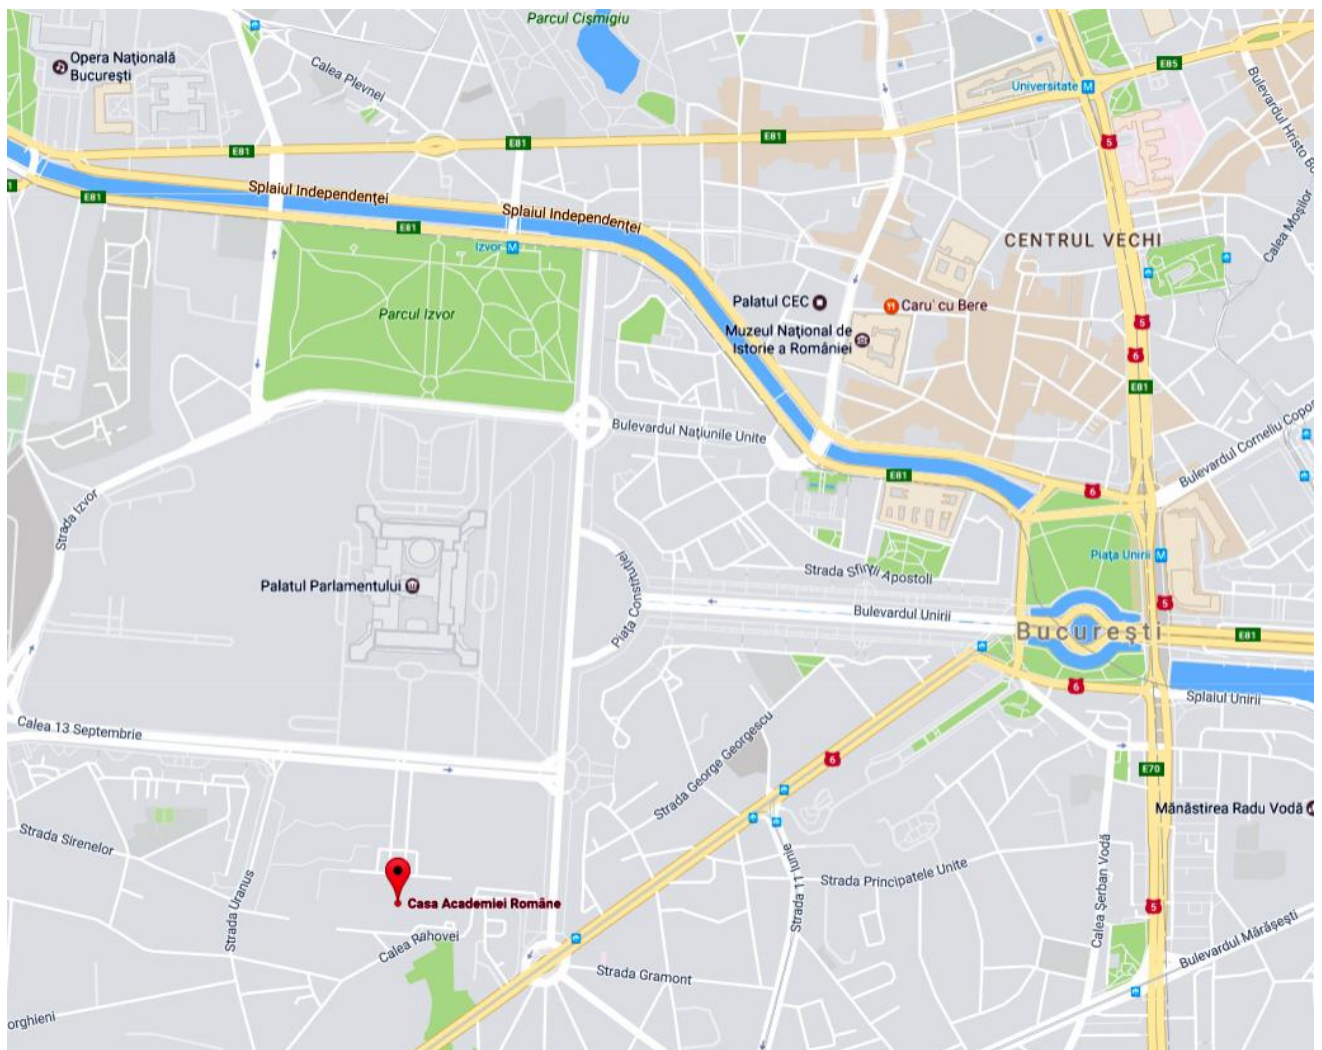 Parcul Cișmigiu
Opera Națională
București
Calea Plevnei
Universitate
M
E85
Bulevardul Hristo Bo
E81
E81
E81
5
1
E81
Splaiul Independenței
Splaiul Independenței
E81
Izvor
M
CENTRUL VECHI
Calea Moșilor
Parcul Izvor
Palatul CEC
Caru' cu Bere
Muzeul Național de
Istorie a României
5
6
E81
Bulevardul Națiunile Unite
Bulevardul Corneliu Copos
E81
6
Strada Izvor
Piața Unirii
M
Palatul Parlamentului
Piața Constituției
Strada Sfinții Apostoli
Bulevardul Unirii
5
București
E81
6
Splaiul Unirii
Calea 13 Septembrie
Strada George Georgescu
6
E70
Mănăstirea Radu Vodă
Strada Sirenelor
Strada Uranus
Casa Academiei Române
Calea Rahovei
Strada 11 Iunie
Strada Principatele Unite
Calea Șerban Vodă
5
Bulevardul Mărășești
Strada Gramont
orghieni